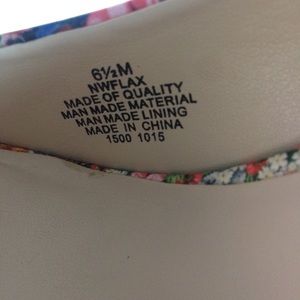 6½M
NWFLAX
MADE OF QUALITY
MAN MADE MATERIAL
MAN MADE LINING
MADE IN CHINA
1500 1015